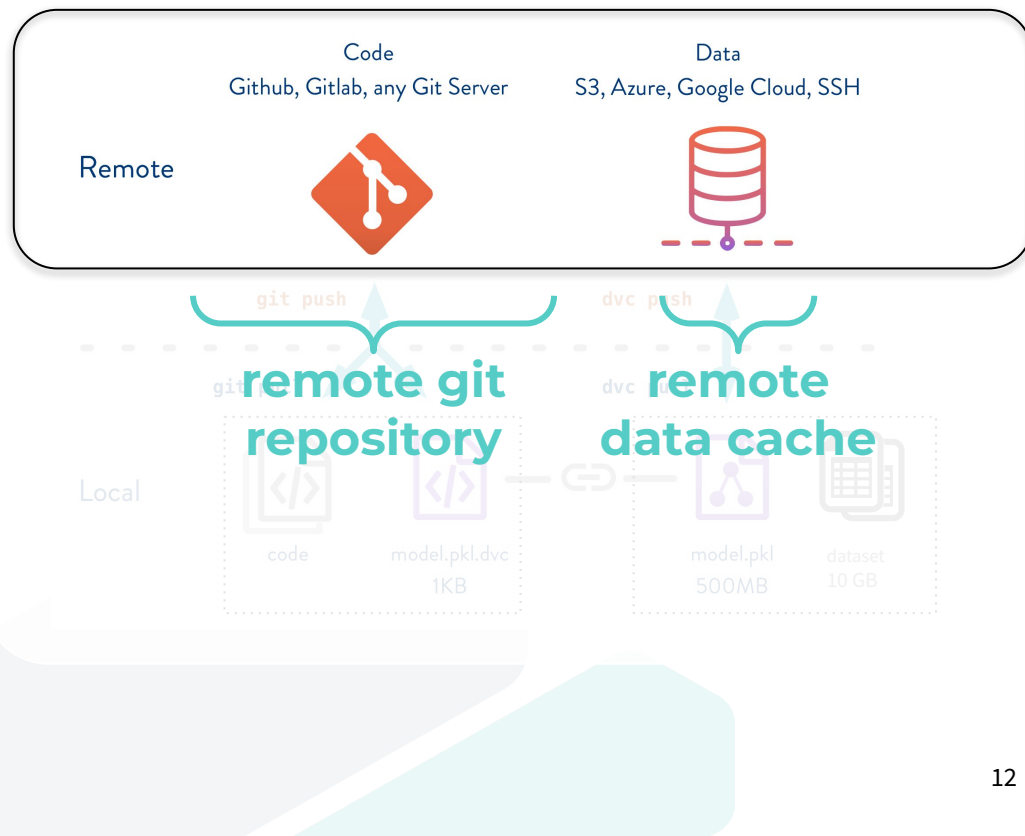 Code
Github, Gitlab, any Git Server
Data
S3, Azure, Google Cloud, SSH
Remote
git push
dvc push
remote git
repository
remote
data cache
Local
code
model.pkl.dvc
1KB
model.pkl
500MB
dataset
10 GB
12